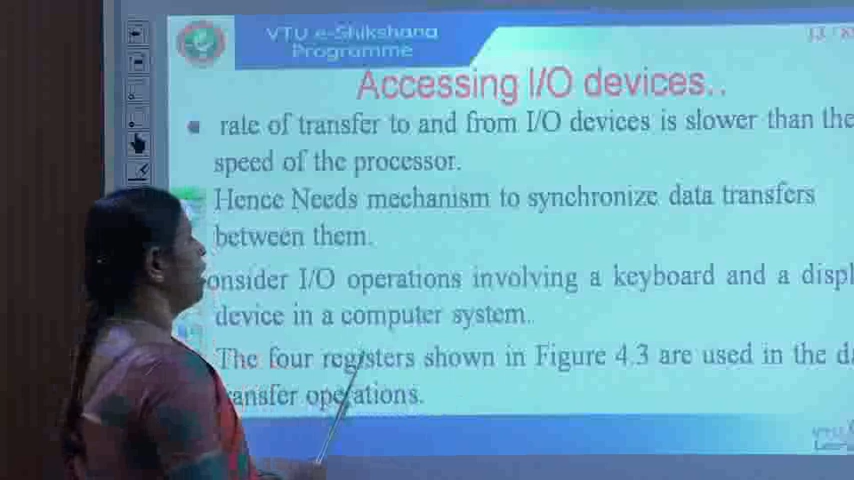 VTU e-Shikshana
Programme
Accessing I/O devices..
rate of transfer to and from I/O devices is slower than the
speed of the processor.
Hence Needs mechanism to synchronize data transfers
between them.
onsider I/O operations involving a keyboard and a displ
device in a computer system.
The four registers shown in Figure 4.3 are used in the da
ransfer operations.